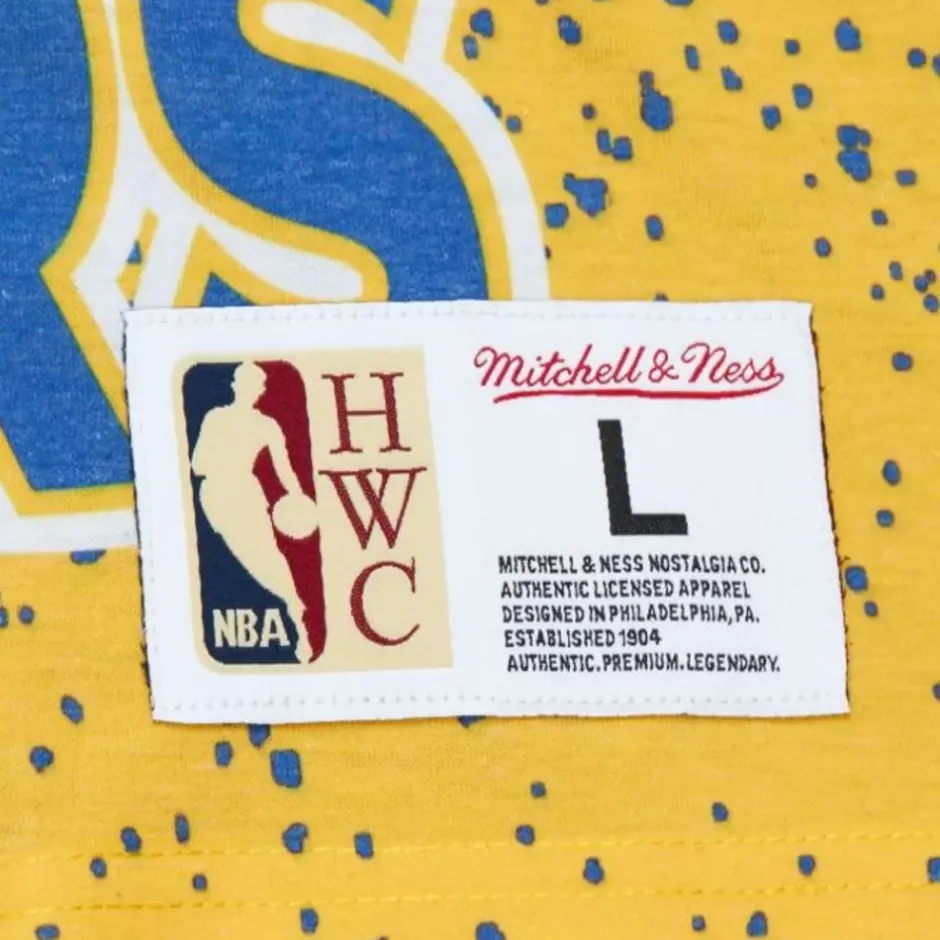 NBA
H
W
C
Mitchell & Ness
L
MITCHELL & NESS NOSTALGIA CO.
AUTHENTIC LICENSED APPAREL
DESIGNED IN PHILADELPHIA, PA.
ESTABLISHED 1904
AUTHENTIC. PREMIUM. LEGENDARY.